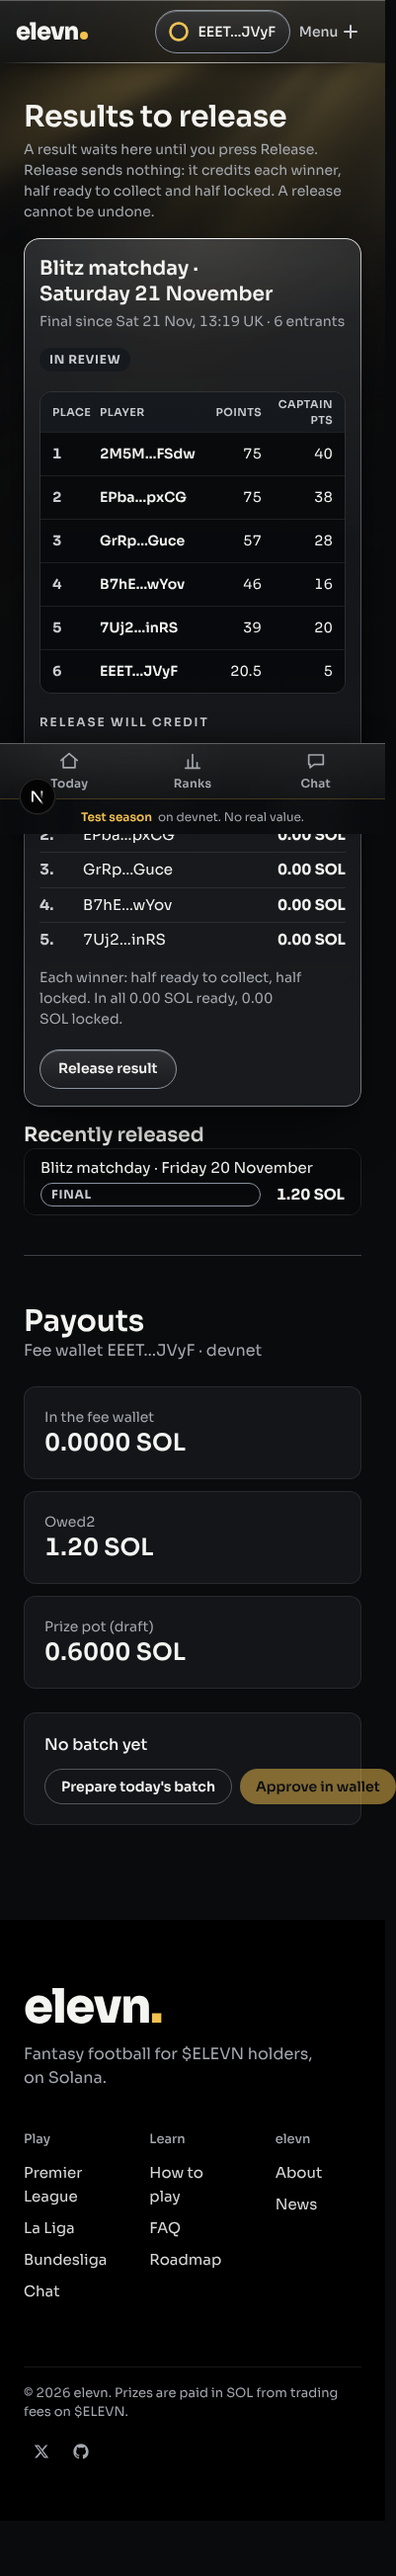 elevn.
EEET...JVyF
Menu
Results to release
A result waits here until you press Release.
Release sends nothing: it credits each winner,
half ready to collect and half locked. A release
cannot be undone.
Blitz matchday ·
Saturday 21 November
Final since Sat 21 Nov, 13:19 UK · 6 entrants
IN REVIEW
PLACE PLAYER POINTS CAPTAIN PTS
1 2M5M...FSdw 75 40
2 EPba...pxCG 75 38
3 GrRp...Guce 57 28
4 B7hE...wYov 46 16
5 7Uj2...inRS 39 20
6 EEET...JVyF 20.5 5
RELEASE WILL CREDIT
Today
Ranks
Chat
N
Test season on devnet. No real value.
2. EPba...pxCG 0.00 SOL
3. GrRp...Guce 0.00 SOL
4. B7hE...wYov 0.00 SOL
5. 7Uj2...inRS 0.00 SOL
Each winner: half ready to collect, half
locked. In all 0.00 SOL ready, 0.00
SOL locked.
Release result
Recently released
Blitz matchday · Friday 20 November
FINAL 1.20 SOL
Payouts
Fee wallet EEET...JVyF · devnet
In the fee wallet
0.0000 SOL
Owed2
1.20 SOL
Prize pot (draft)
0.6000 SOL
No batch yet
Prepare today's batch
Approve in wallet
elevn.
Fantasy football for $ELEVN holders,
on Solana.
Play
Premier
League
La Liga
Bundesliga
Chat
Learn
How to
play
FAQ
Roadmap
elevn
About
News
© 2026 elevn. Prizes are paid in SOL from trading
fees on $ELEVN.